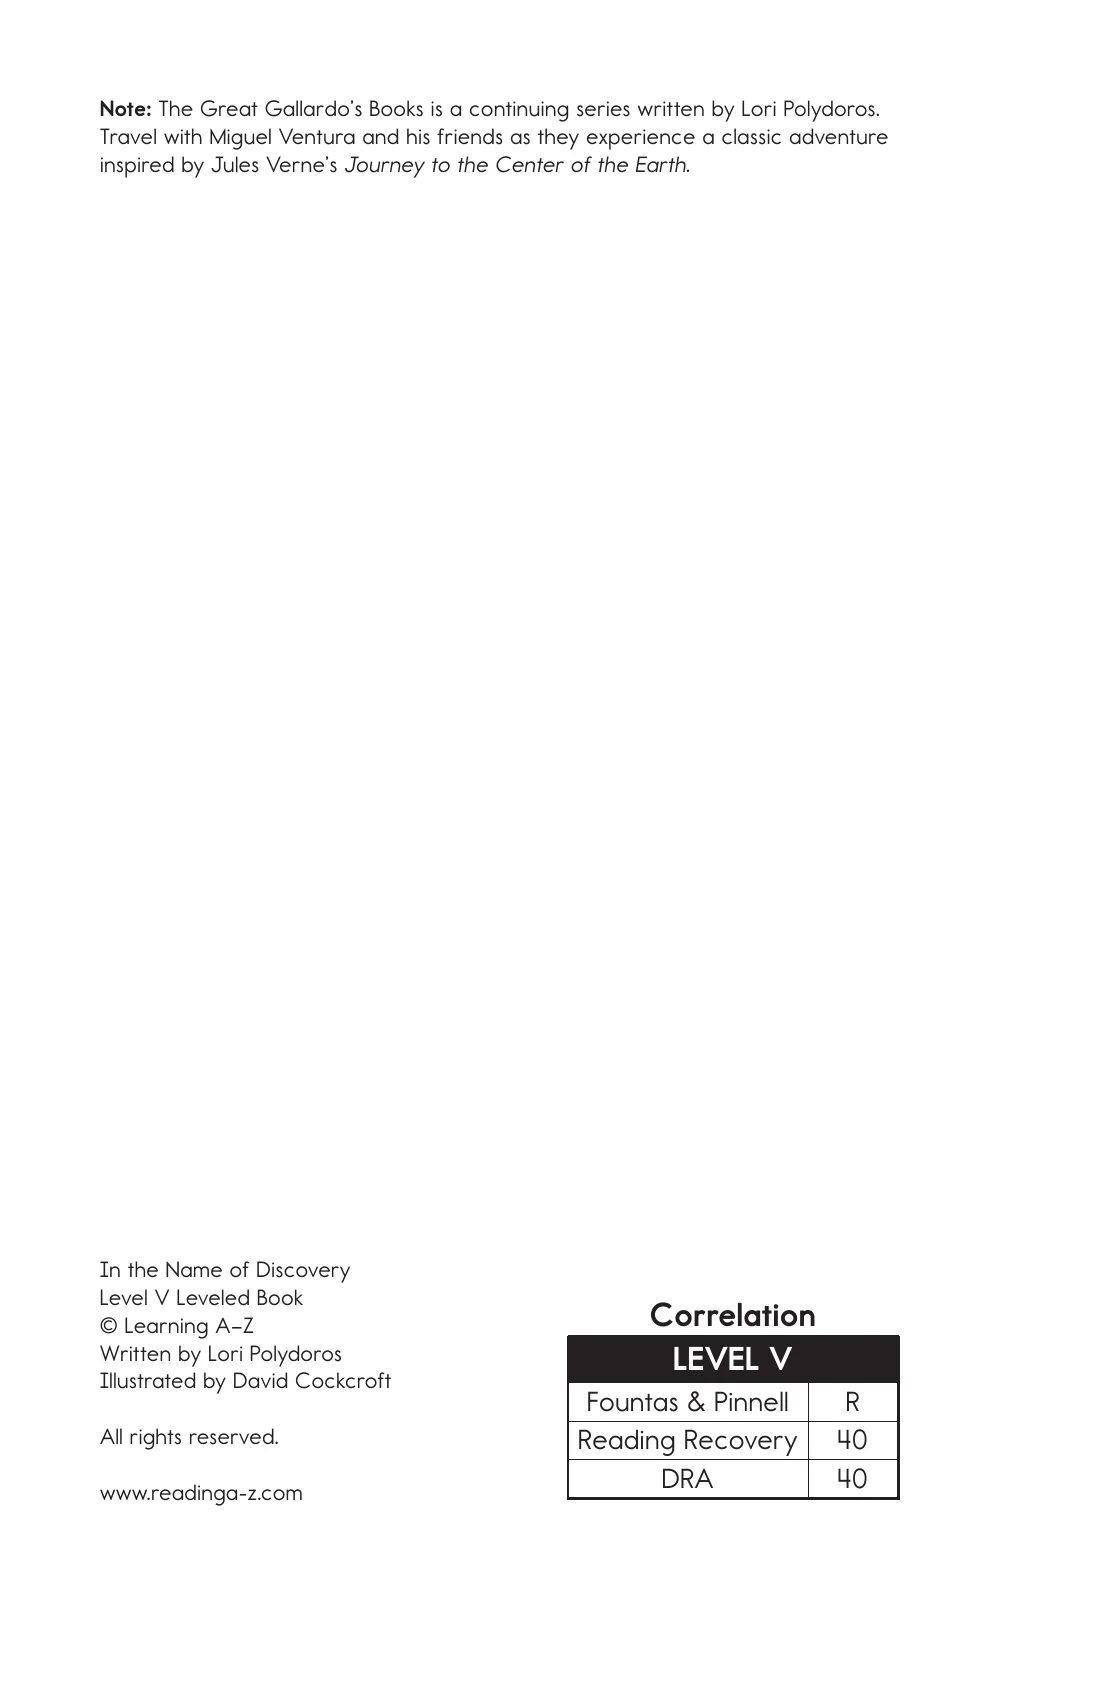 Note: The Great Gallardo's Books is a continuing series written by Lori Polydoros.
Travel with Miguel Ventura and his friends as they experience a classic adventure
inspired by Jules Verne's Journey to the Center of the Earth.
In the Name of Discovery
Level V Leveled Book
© Learning A–Z
Written by Lori Polydoros
Illustrated by David Cockcroft
All rights reserved.
www.readinga-z.com
Correlation
LEVEL V
Fountas & Pinnell R
Reading Recovery 40
DRA 40